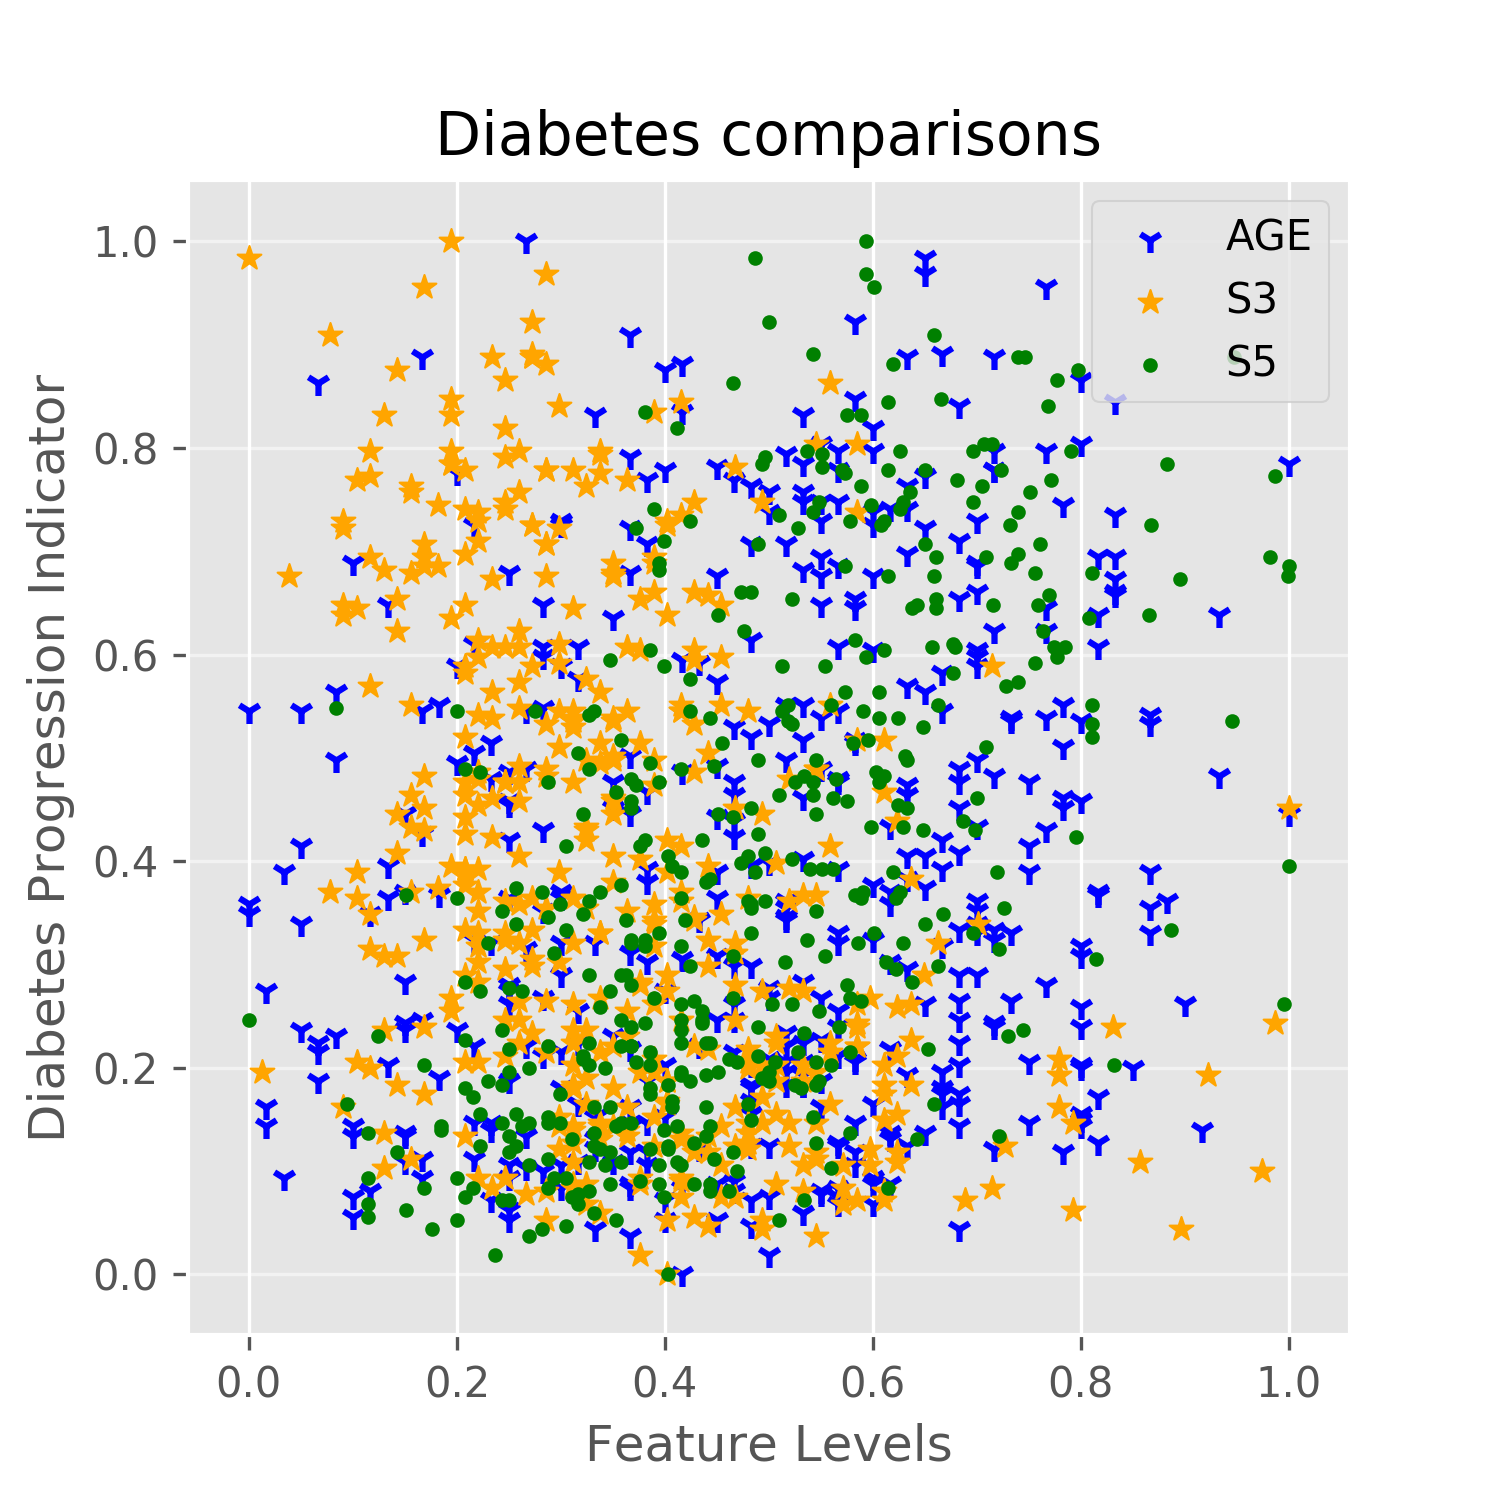 Diabetes comparisons
AGE
S3
S5
1.0
0.8
0.6
0.4
0.2
0.0
Diabetes Progression Indicator
0.0 0.2 0.4 0.6 0.8 1.0
Feature Levels